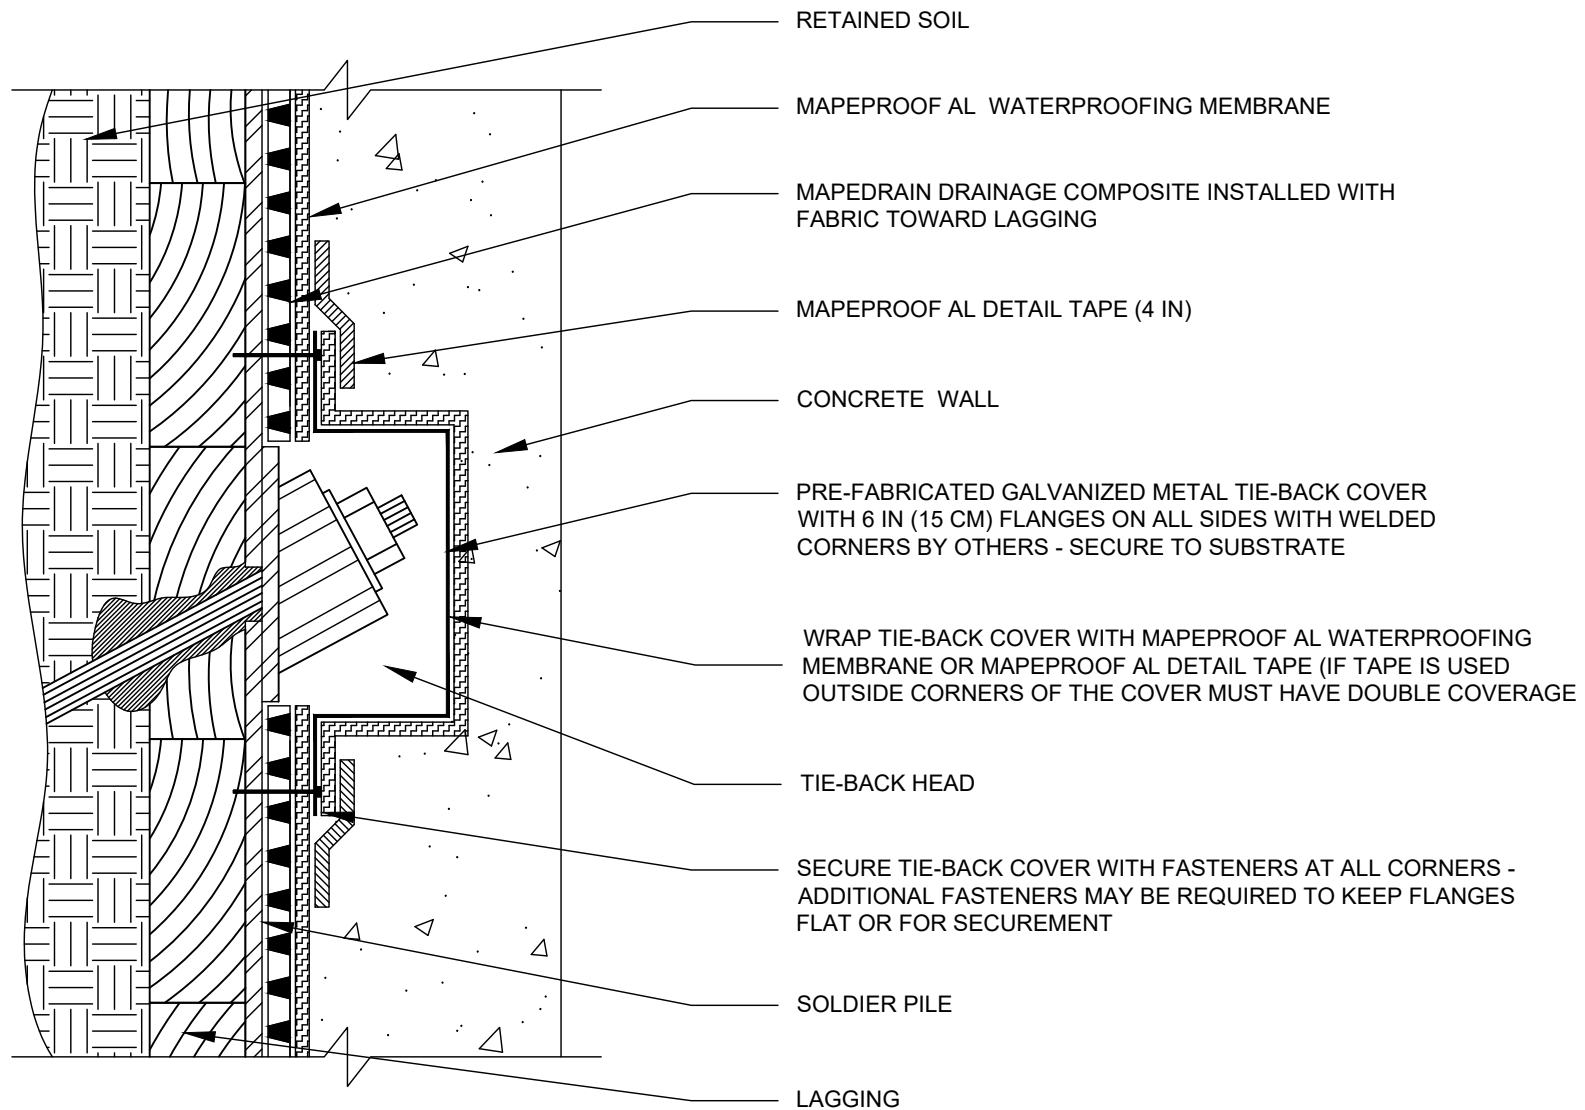 RETAINED SOIL
MAPEPROOF AL WATERPROOFING MEMBRANE
MAPEDRAIN DRAINAGE COMPOSITE INSTALLED WITH
FABRIC TOWARD LAGGING
MAPEPROOF AL DETAIL TAPE (4 IN)
CONCRETE WALL
PRE-FABRICATED GALVANIZED METAL TIE-BACK COVER
WITH 6 IN (15 CM) FLANGES ON ALL SIDES WITH WELDED
CORNERS BY OTHERS - SECURE TO SUBSTRATE
WRAP TIE-BACK COVER WITH MAPEPROOF AL WATERPROOFING
MEMBRANE OR MAPEPROOF AL DETAIL TAPE (IF TAPE IS USED
OUTSIDE CORNERS OF THE COVER MUST HAVE DOUBLE COVERAGE
TIE-BACK HEAD
SECURE TIE-BACK COVER WITH FASTENERS AT ALL CORNERS -
ADDITIONAL FASTENERS MAY BE REQUIRED TO KEEP FLANGES
FLAT OR FOR SECUREMENT
SOLDIER PILE
LAGGING